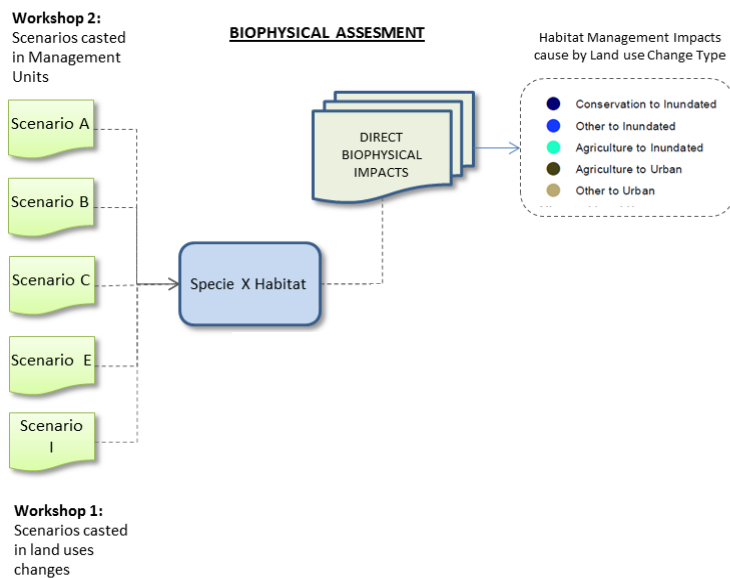 Workshop 2:
Scenarios casted
in Management
Units
BIOPHYSICAL ASSESMENT
Habitat Management Impacts
cause by Land use Change Type
Scenario A
Scenario B
Scenario C
Scenario E
Scenario
I
Specie X Habitat
DIRECT
BIOPHYSICAL
IMPACTS
Conservation to Inundated
Other to Inundated
Agriculture to Inundated
Agriculture to Urban
Other to Urban
Workshop 1:
Scenarios casted
in land uses
changes